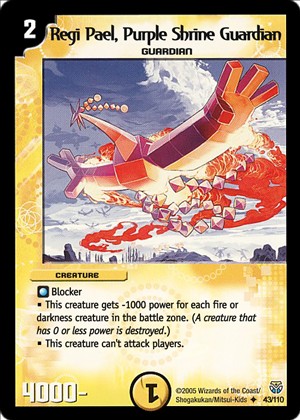 2
Regi Pael, Purple Shrine Guardian
GUARDIAN
CREATURE
Blocker
▪ This creature gets -1000 power for each fire or
darkness creature in the battle zone. (A creature that
has 0 or less power is destroyed.)
▪ This creature can't attack players.
4000-
1
©2005 Wizards of the Coast/
Shogakukan/Mitsui-Kids ✦ 43/110